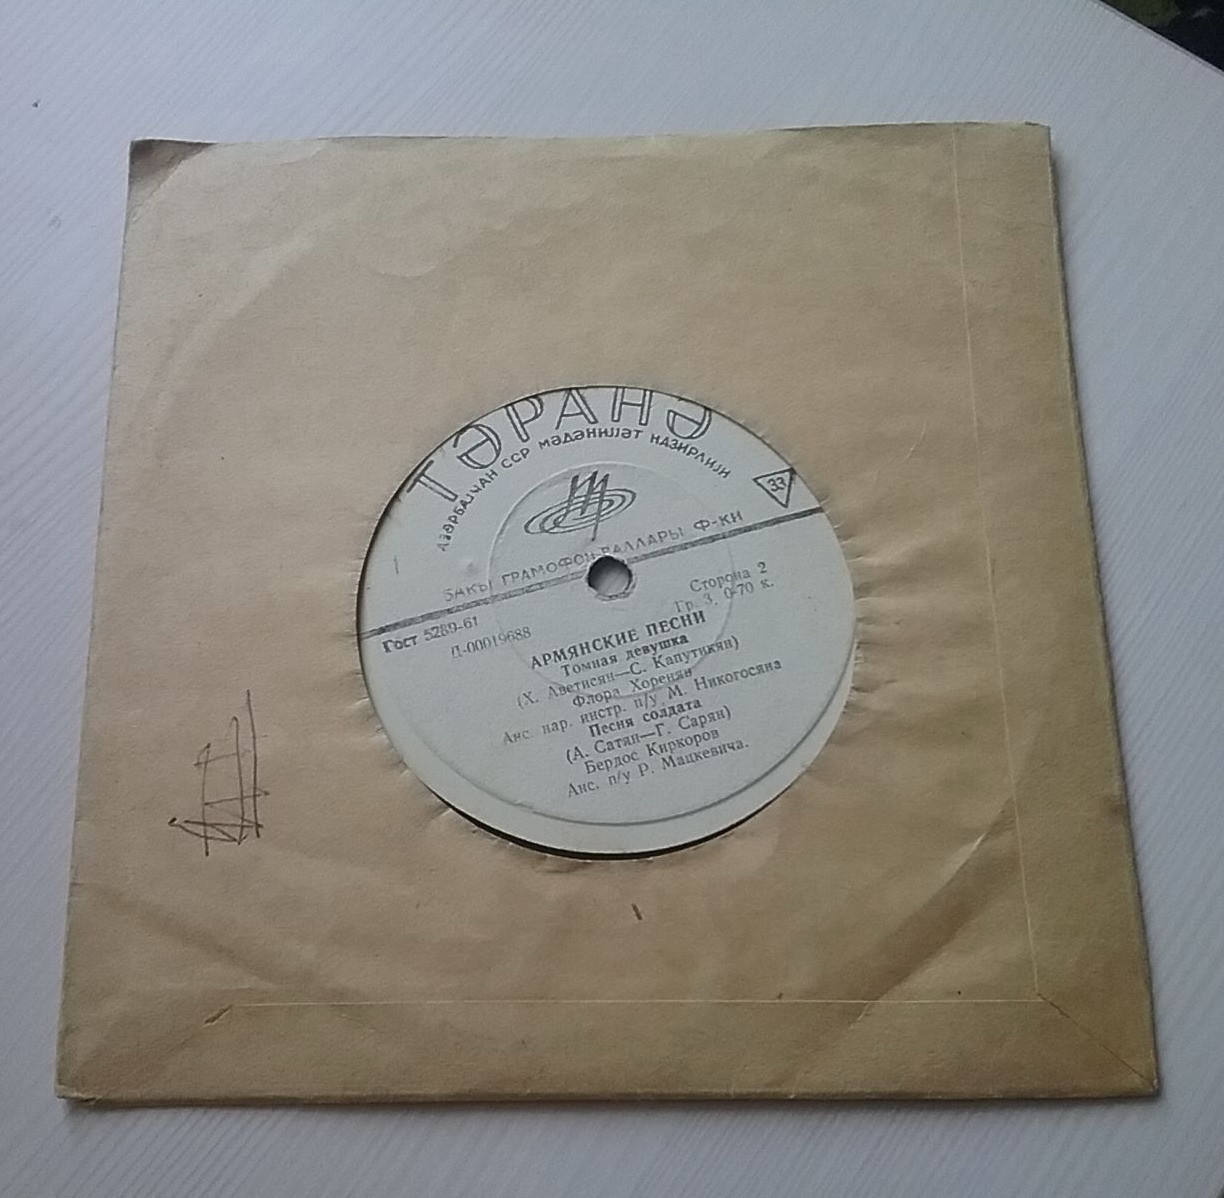 ТӘРАНӘ
АЗӘРБАЈҸАН ССР МӘДӘНИЈЈӘТ НАЗИРЛИЈИ
33
БАКЫ ГРАМОФОН ВАЛЛАРЫ Ф-КИ
Гост 5289-61
Д-00019688
Сторона 2
Гр. 3. 0-70 к.
АРМЯНСКИЕ ПЕСНИ
Томная девушка
(Х. Аветисян—С. Капутикян)
Флора Хоренян
Анс. нар. инстр. п/у М. Никогосяна
Песня солдата
(А. Сатян—Г. Сарян)
Бердос Киркоров
Анс. п/у Р. Мацкевича.